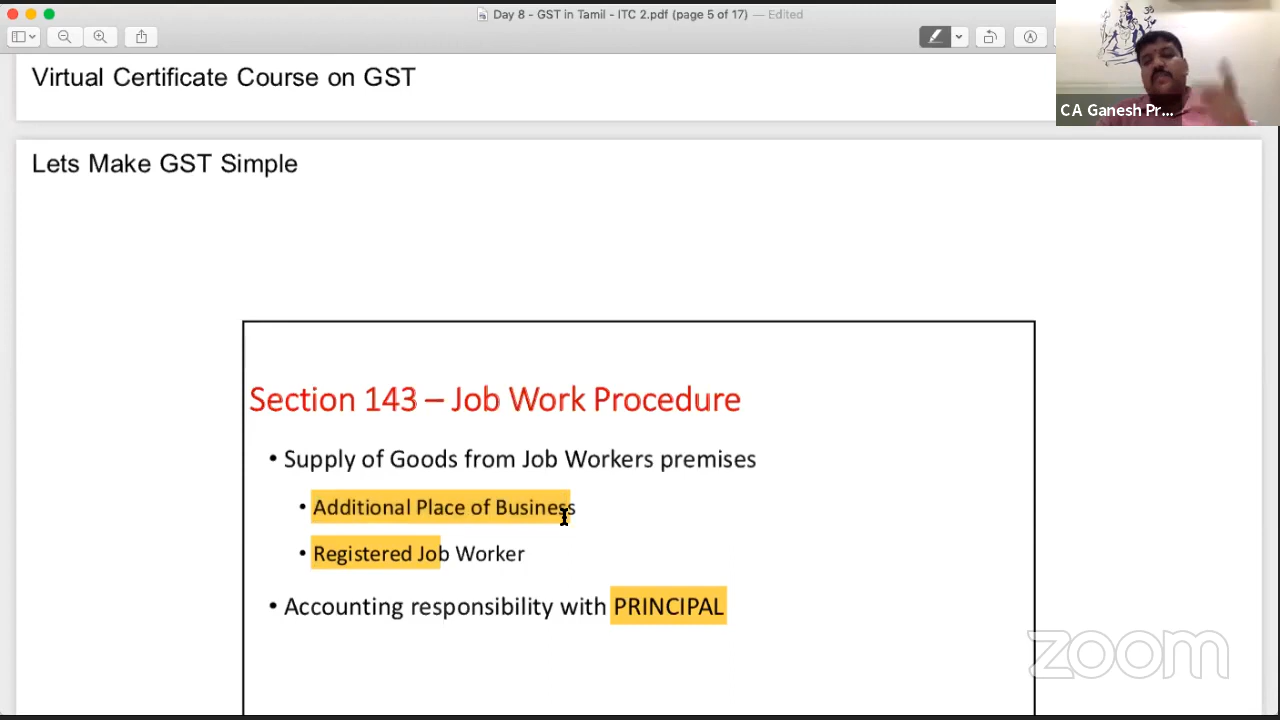 Day 8 - GST in Tamil - ITC 2.pdf (page 5 of 17) — Edited
Virtual Certificate Course on GST
CA Ganesh Pr...
Lets Make GST Simple
Section 143 – Job Work Procedure
• Supply of Goods from Job Workers premises
• Additional Place of Business
• Registered Job Worker
• Accounting responsibility with PRINCIPAL
zoom